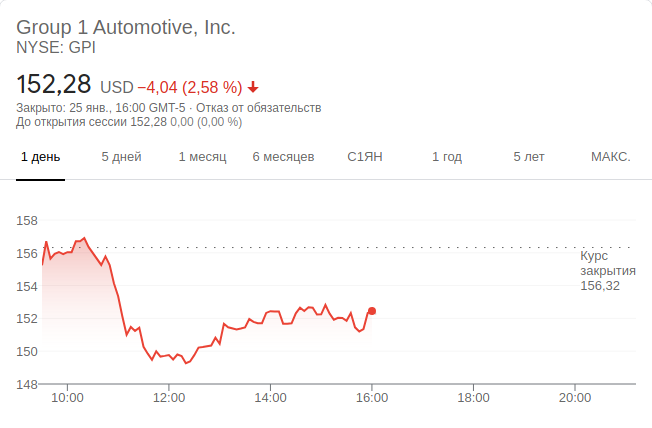 Group 1 Automotive, Inc.
NYSE: GPI
152,28 USD −4,04 (2,58 %)
Закрыто: 25 янв., 16:00 GMT-5 · Отказ от обязательств
До открытия сессии 152,28 0,00 (0,00 %)
1 день 5 дней 1 месяц 6 месяцев С1ЯН 1 год 5 лет МАКС.
158
156
154
152
150
148
Курс
закрытия
156,32
10:00 12:00 14:00 16:00 18:00 20:00